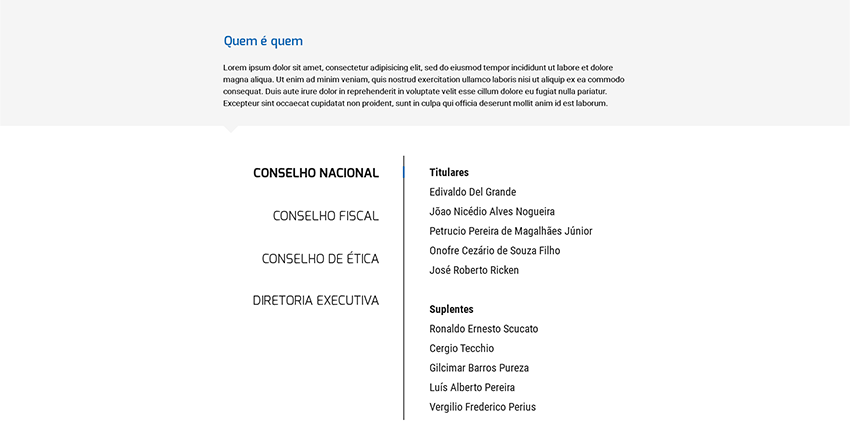 Quem é quem
Lorem ipsum dolor sit amet, consectetur adipisicing elit, sed do eiusmod tempor incididunt ut labore et dolore
magna aliqua. Ut enim ad minim veniam, quis nostrud exercitation ullamco laboris nisi ut aliquip ex ea commodo
consequat. Duis aute irure dolor in reprehenderit in voluptate velit esse cillum dolore eu fugiat nulla pariatur.
Excepteur sint occaecat cupidatat non proident, sunt in culpa qui officia deserunt mollit anim id est laborum.
CONSELHO NACIONAL
CONSELHO FISCAL
CONSELHO DE ÉTICA
DIRETORIA EXECUTIVA
Titulares
Edivaldo Del Grande
Jõao Nicédio Alves Nogueira
Petrucio Pereira de Magalhães Júnior
Onofre Cezário de Souza Filho
José Roberto Ricken
Suplentes
Ronaldo Ernesto Scucato
Cergio Tecchio
Gilcimar Barros Pureza
Luís Alberto Pereira
Vergilio Frederico Perius